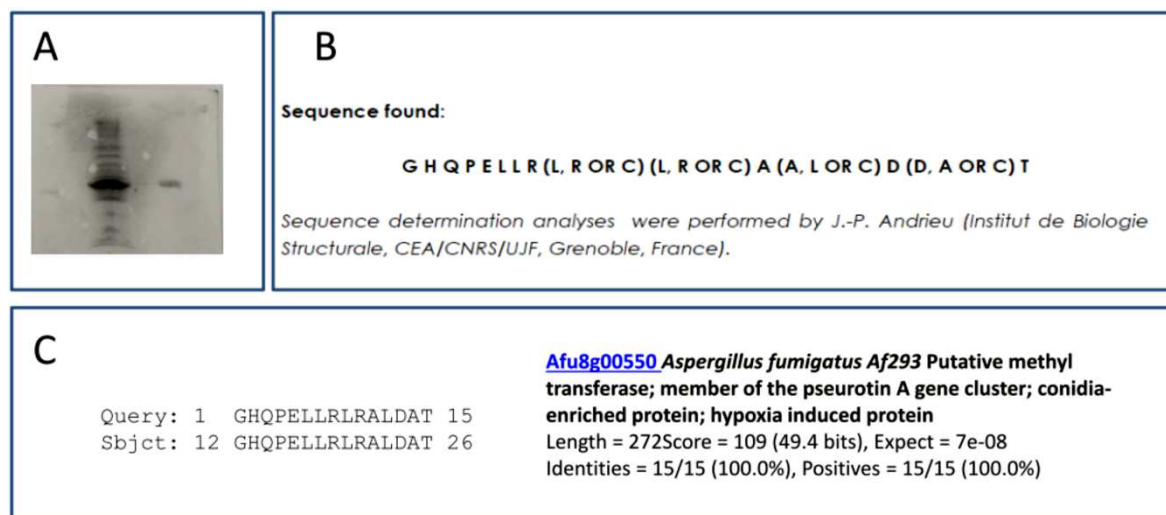 A
B
Sequence found:
G H Q P E L L R (L, R OR C) (L, R OR C) A (A, L OR C) D (D, A OR C) T
Sequence determination analyses were performed by J.-P. Andrieu (Institut de Biologie
Structurale, CEA/CNRS/UJF, Grenoble, France).
C
Query: 1 GHQPELLRLRALDAT 15
Sbjct: 12 GHQPELLRLRALDAT 26
Afu8g00550 Aspergillus fumigatus Af293 Putative methyl
transferase; member of the pseurotin A gene cluster; conidia-
enriched protein; hypoxia induced protein
Length = 272Score = 109 (49.4 bits), Expect = 7e-08
Identities = 15/15 (100.0%), Positives = 15/15 (100.0%)